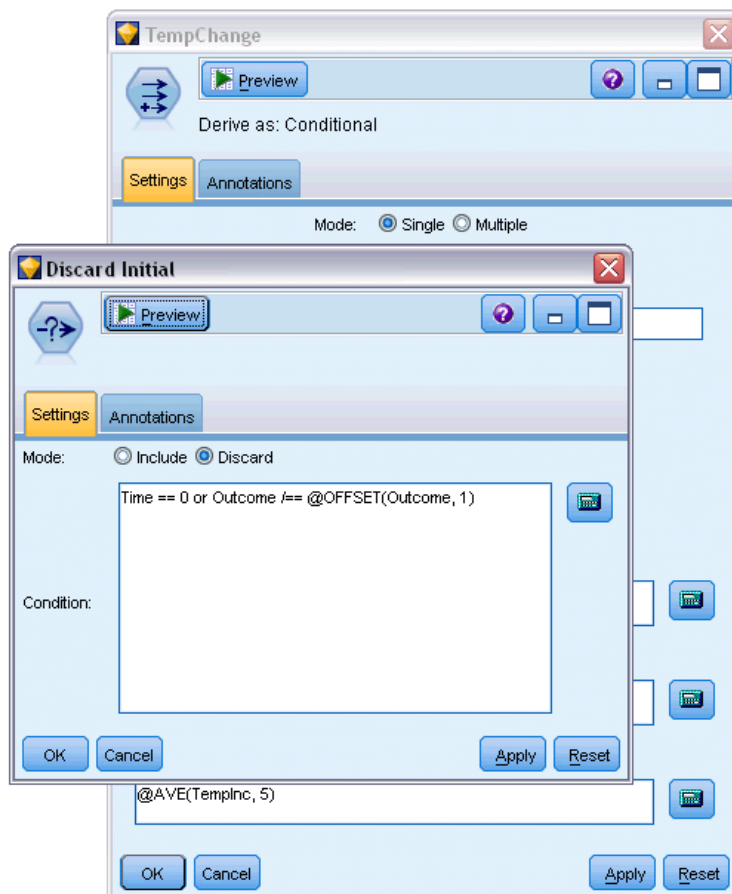 TempChange
Preview
Derive as: Conditional
Settings Annotations
Mode: Single Multiple
Discard Initial
Preview
Settings Annotations
Mode: Include Discard
Time == 0 or Outcome /== @OFFSET(Outcome, 1)
Condition:
OK Cancel Apply Reset
@AVE(TempInc, 5)
OK Cancel Apply Reset